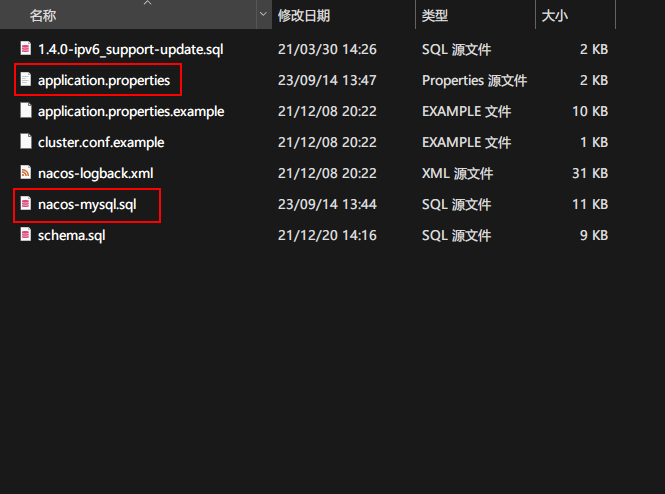 名称 修改日期 类型 大小
1.4.0-ipv6_support-update.sql 21/03/30 14:26 SQL 源文件 2 KB
application.properties 23/09/14 13:47 Properties 源文件 2 KB
application.properties.example 21/12/08 20:22 EXAMPLE 文件 10 KB
cluster.conf.example 21/12/08 20:22 EXAMPLE 文件 1 KB
nacos-logback.xml 21/12/08 20:22 XML 源文件 31 KB
nacos-mysql.sql 23/09/14 13:44 SQL 源文件 11 KB
schema.sql 21/12/20 14:16 SQL 源文件 9 KB